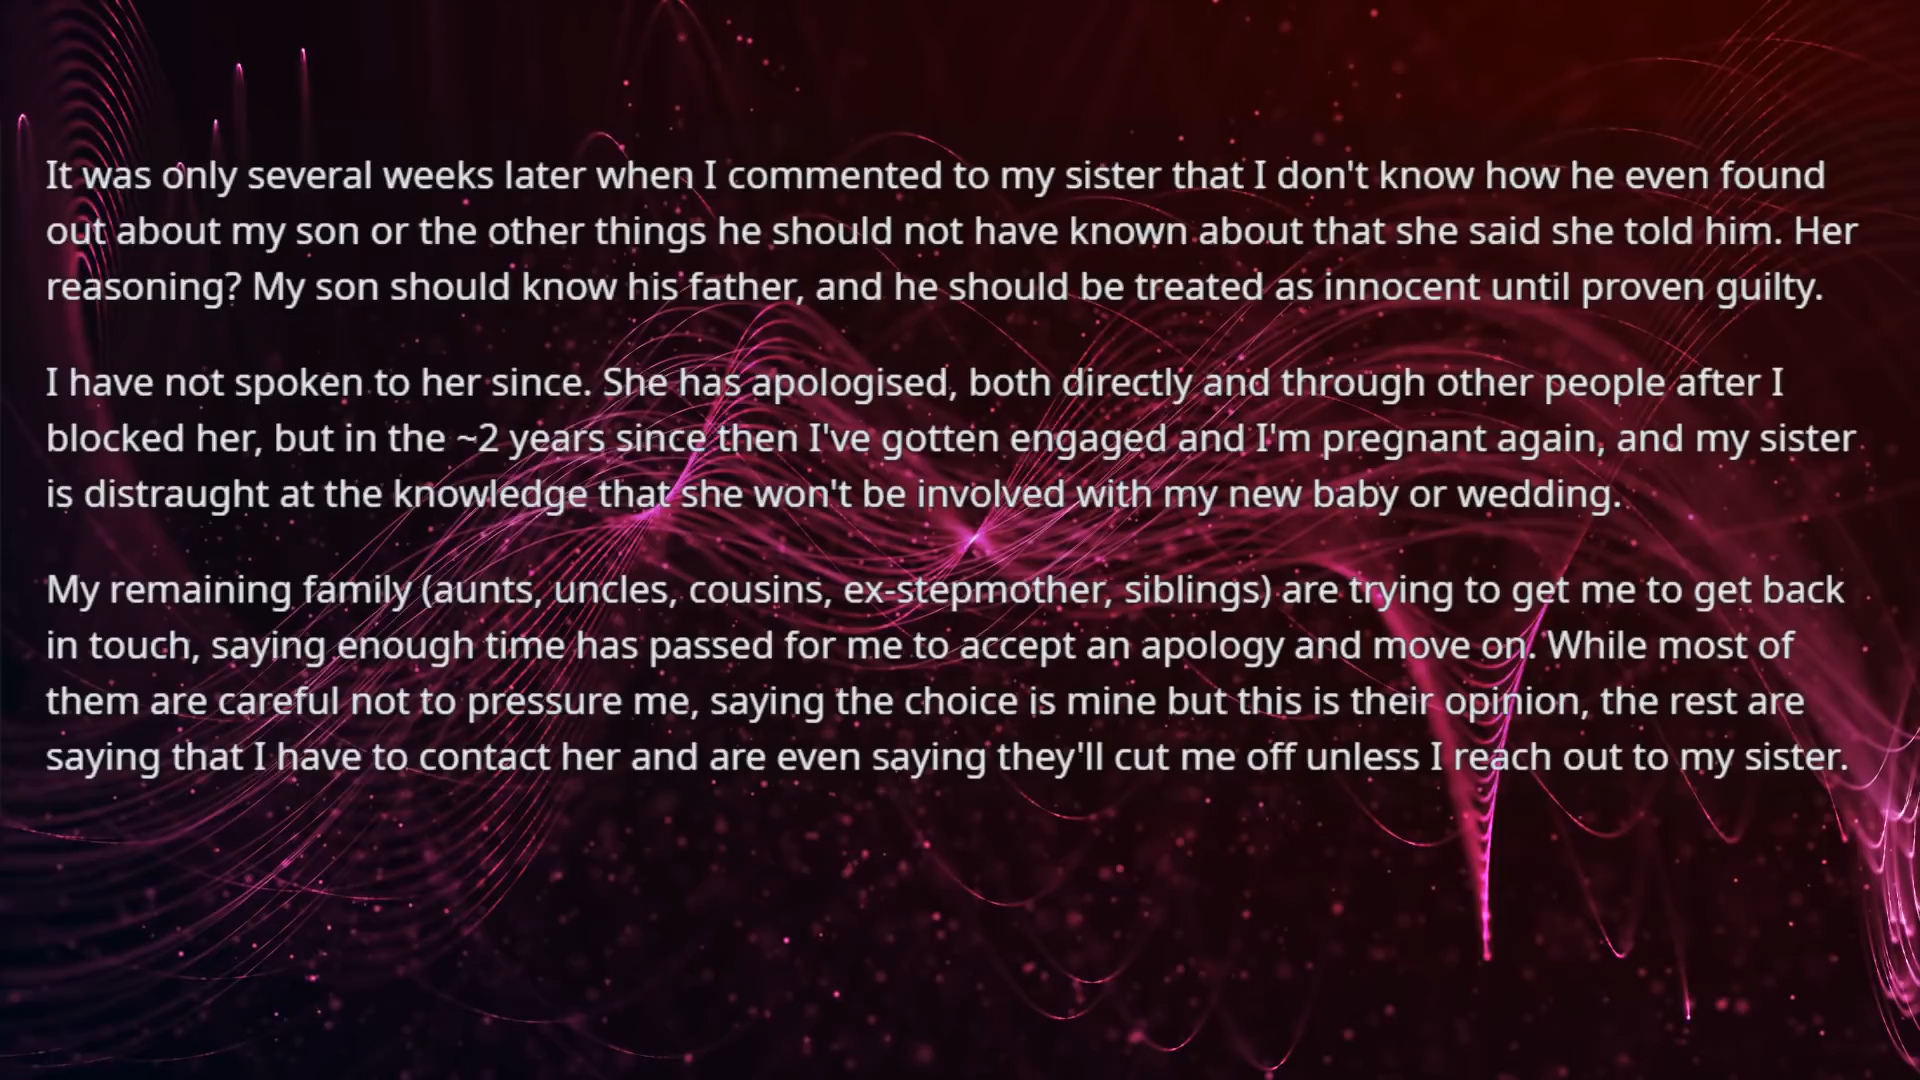 It was only several weeks later when I commented to my sister that I don't know how he even found
out about my son or the other things he should not have known about that she said she told him. Her
reasoning? My son should know his father, and he should be treated as innocent until proven guilty.
I have not spoken to her since. She has apologised, both directly and through other people after I
blocked her, but in the ~2 years since then I've gotten engaged and I'm pregnant again, and my sister
is distraught at the knowledge that she won't be involved with my new baby or wedding.
My remaining family (aunts, uncles, cousins, ex-stepmother, siblings) are trying to get me to get back
in touch, saying enough time has passed for me to accept an apology and move on. While most of
them are careful not to pressure me, saying the choice is mine but this is their opinion, the rest are
saying that I have to contact her and are even saying they'll cut me off unless I reach out to my sister.